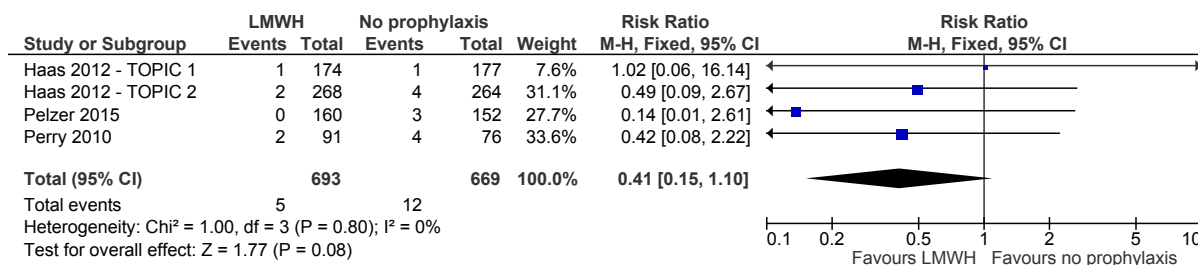 LMWH No prophylaxis Risk Ratio Risk Ratio
Study or Subgroup Events Total Events Total Weight M-H, Fixed, 95% CI M-H, Fixed, 95% CI
Haas 2012 - TOPIC 1 1 174 1 177 7.6% 1.02 [0.06, 16.14]
Haas 2012 - TOPIC 2 2 268 4 264 31.1% 0.49 [0.09, 2.67]
Pelzer 2015 0 160 3 152 27.7% 0.14 [0.01, 2.61]
Perry 2010 2 91 4 76 33.6% 0.42 [0.08, 2.22]
Total (95% CI) 693 669 100.0% 0.41 [0.15, 1.10]
Total events 5 12
Heterogeneity: Chi² = 1.00, df = 3 (P = 0.80); I² = 0%
Test for overall effect: Z = 1.77 (P = 0.08)
0.1 0.2 0.5 1 2 5 10
Favours LMWH Favours no prophylaxis